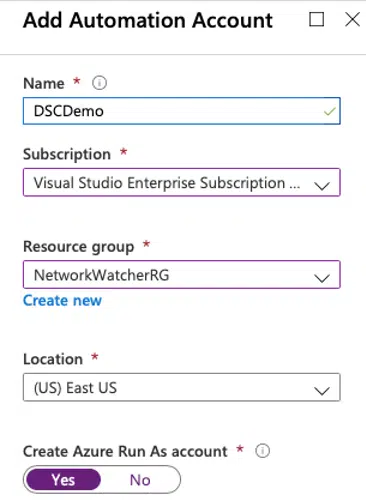 Add Automation Account
Name *
DSCDemo
Subscription *
Visual Studio Enterprise Subscription ...
Resource group *
NetworkWatcherRG
Create new
Location *
(US) East US
Create Azure Run As account *
Yes No